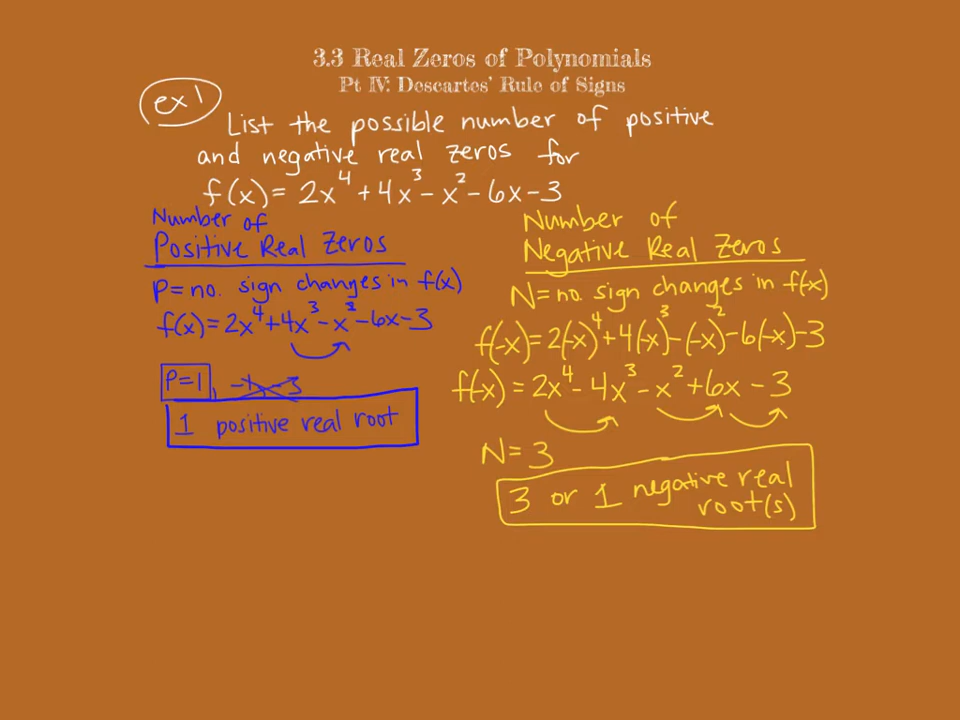 3.3 Real Zeros of Polynomials
Pt IV: Descartes' Rule of Signs
ex 1
List the possible number of positive
and negative real zeros for
f(x) = 2x⁴ + 4x³ - x² - 6x - 3
Number of
Positive Real Zeros
P = no. sign changes in f(x)
f(x) = 2x⁴ + 4x³ - x² - 6x - 3
P = 1, -1, -3
1 positive real root
Number of
Negative Real Zeros
N = no. sign changes in f(-x)
f(-x) = 2(-x)⁴ + 4(-x)³ - (-x)² - 6(-x) - 3
f(-x) = 2x⁴ - 4x³ - x² + 6x - 3
N = 3
3 or 1 negative real
root(s)